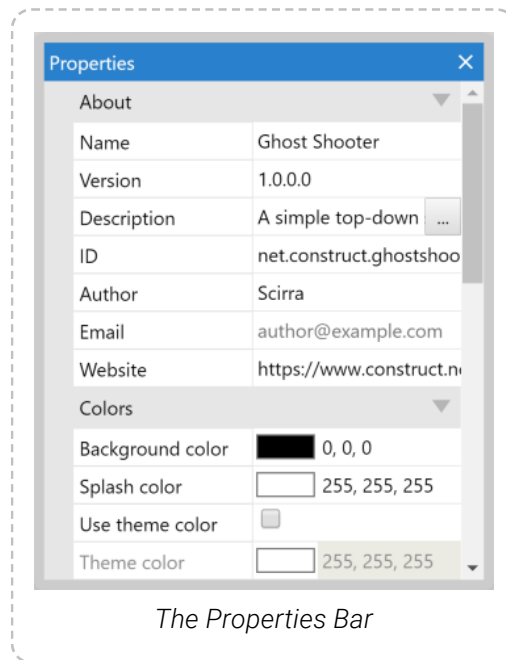 Properties
About
Name Ghost Shooter
Version 1.0.0.0
Description A simple top-down ...
ID net.construct.ghostshoo
Author Scirra
Email author@example.com
Website https://www.construct.n
Colors
Background color 0, 0, 0
Splash color 255, 255, 255
Use theme color
Theme color 255, 255, 255
The Properties Bar